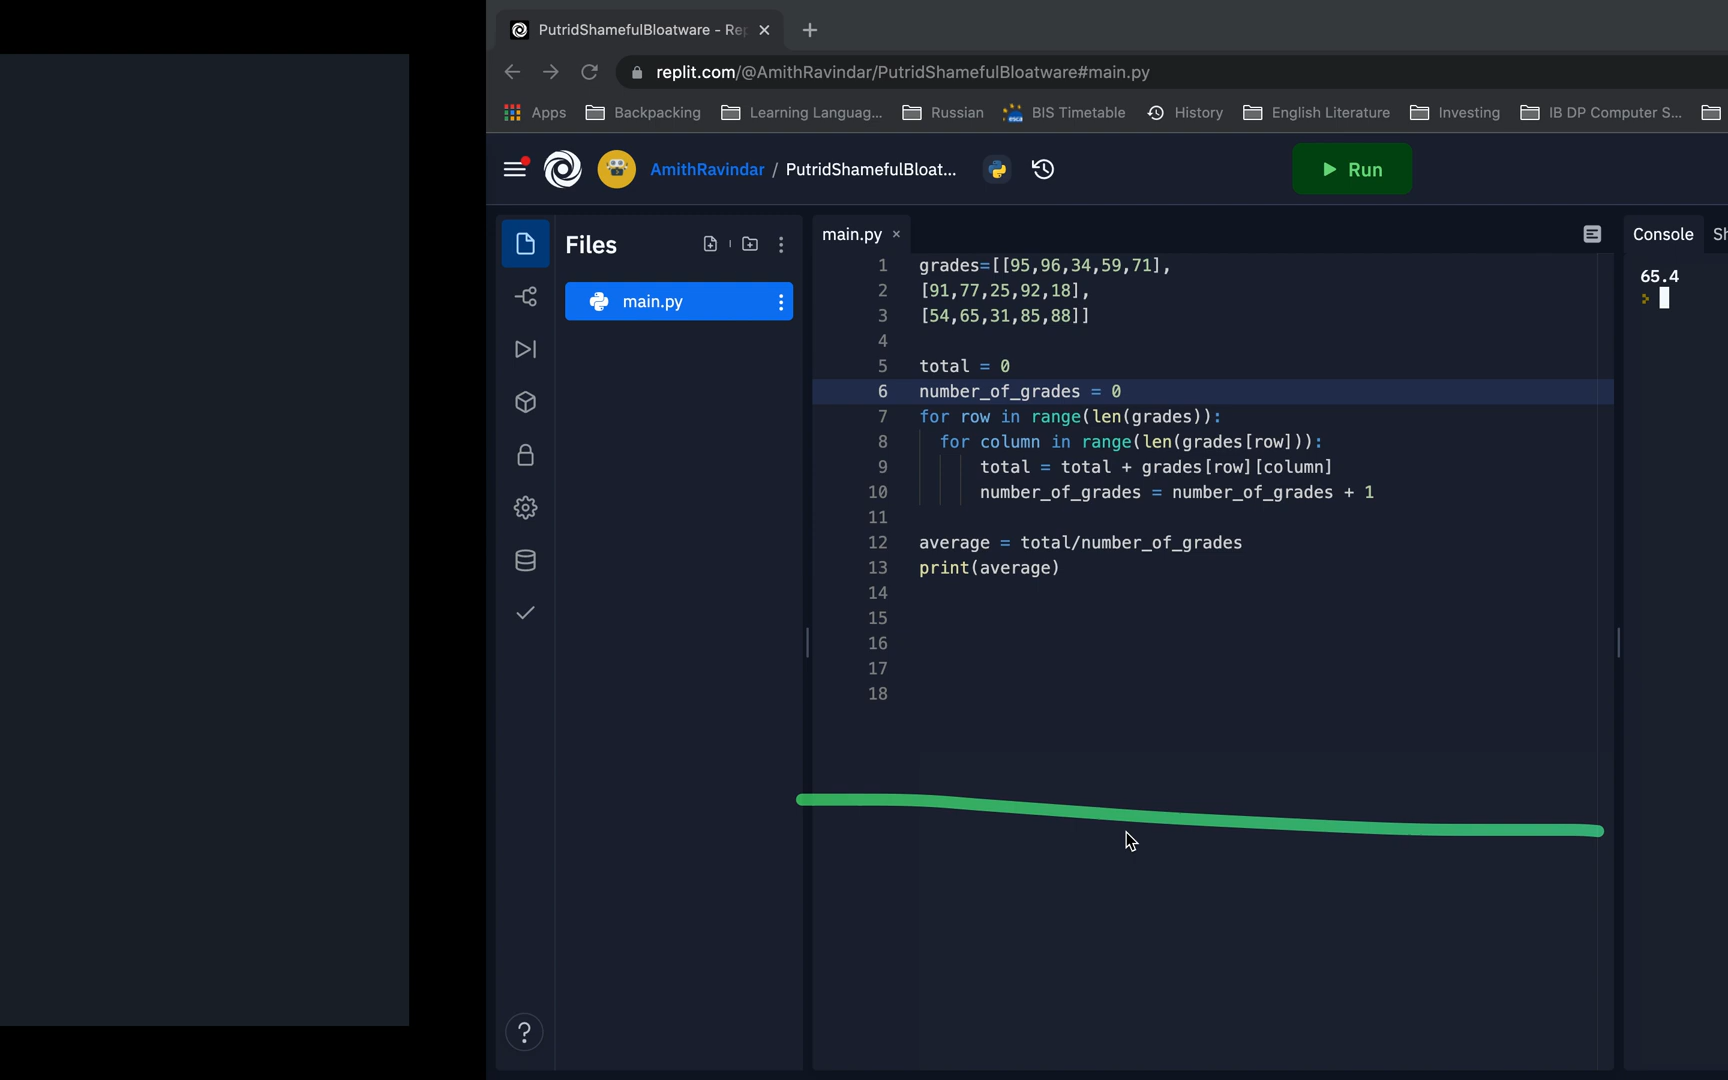 PutridShamefulBloatware - Rep
replit.com/@AmithRavindar/PutridShamefulBloatware#main.py
Apps Backpacking Learning Languag... Russian BIS Timetable History English Literature Investing IB DP Computer S...
AmithRavindar / PutridShamefulBloat... Run
Files
main.py
main.py ×
1 grades=[[95,96,34,59,71],
2 [91,77,25,92,18],
3 [54,65,31,85,88]]
4
5 total = 0
6 number_of_grades = 0
7 for row in range(len(grades)):
8 for column in range(len(grades[row])):
9 total = total + grades[row][column]
10 number_of_grades = number_of_grades + 1
11
12 average = total/number_of_grades
13 print(average)
14
15
16
17
18
Console Sh
65.4
?